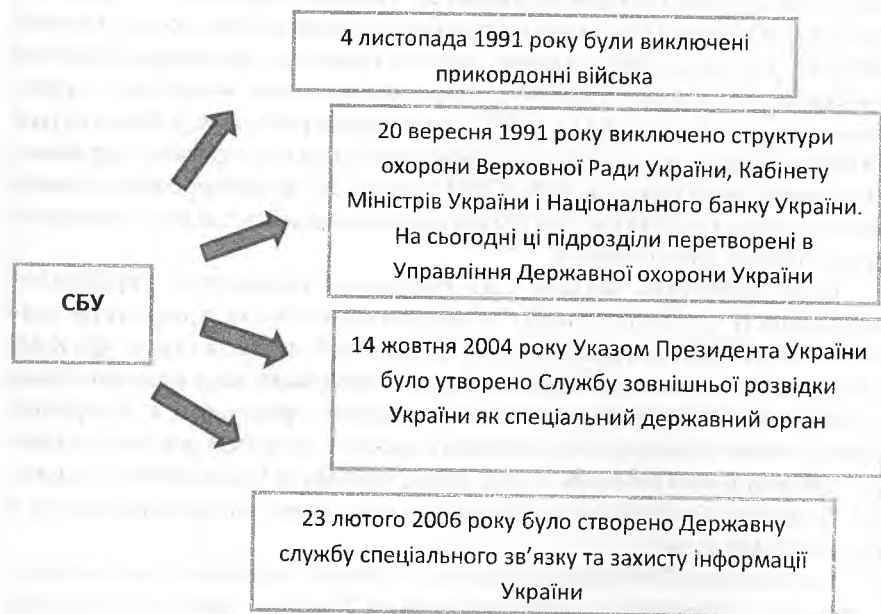 4 листопада 1991 року були виключені
прикордонні війська
20 вересня 1991 року виключено структури
охорони Верховної Ради України, Кабінету
Міністрів України і Національного банку України.
На сьогодні ці підрозділи перетворені в
Управління Державної охорони України
СБУ
14 жовтня 2004 року Указом Президента України
було утворено Службу зовнішньої розвідки
України як спеціальний державний орган
23 лютого 2006 року було створено Державну
службу спеціального зв'язку та захисту інформації
України